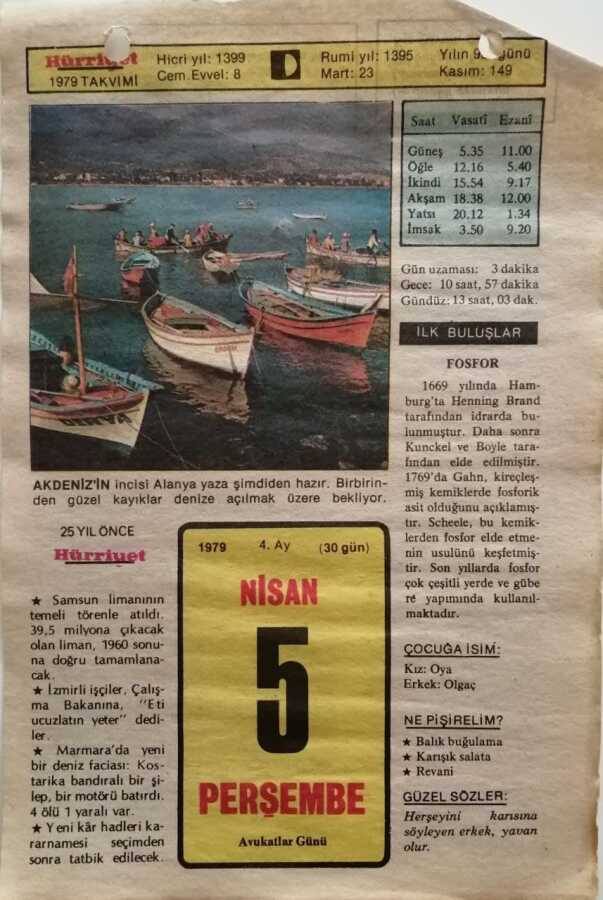 Hürriyet
1979 TAKVİMİ
Hicri yıl: 1399
Cem.Evvel: 8
Rumi yıl: 1395
Mart: 23
Yılın günü
Kasım: 149
Saat Vasatî Ezanî
Güneş 5.35 11.00
Öğle 12.16 5.40
İkindi 15.54 9.17
Akşam 18.38 12.00
Yatsı 20.12 1.34
İmsak 3.50 9.20
Gün uzaması: 3 dakika
Gece: 10 saat, 57 dakika
Gündüz: 13 saat, 03 dak.
İLK BULUŞLAR
FOSFOR
1669 yılında Ham-
burg'ta Henning Brand
tarafından idrarda bu-
lunmuştur. Daha sonra
Kunckel ve Boyle tara-
fından elde edilmiştir.
1769'da Gahn, kireçleş-
miş kemiklerde fosforik
asit olduğunu açıklamış-
tır. Scheele, bu kemik-
lerden fosfor elde etme-
nin usulünü keşfetmiş-
tir. Son yıllarda fosfor
çok çeşitli yerde ve gübe
re yapımında kullanıl-
maktadır.
AKDENİZ'İN incisi Alanya yaza şimdiden hazır. Birbirin-
den güzel kayıklar denize açılmak üzere bekliyor.
25 YIL ÖNCE
Hürriyet
★ Samsun limanının
temeli törenle atıldı.
39,5 milyona çıkacak
olan liman, 1960 sonu-
na doğru tamamlana-
cak.
★ İzmirli işçiler, Çalış-
ma Bakanına, "Eti
ucuzlatın yeter" dedi-
ler.
★ Marmara'da yeni
bir deniz faciası: Kos-
tarika bandıralı bir şi-
lep, bir motörü batırdı.
4 ölü 1 yaralı var.
★ Yeni kâr hadleri ka-
rarnamesi seçimden
sonra tatbik edilecek.
1979 4. Ay (30 gün)
NİSAN
5
PERŞEMBE
Avukatlar Günü
ÇOCUĞA İSİM:
Kız: Oya
Erkek: Olgaç
NE PİŞİRELİM?
★ Balık buğulama
★ Karışık salata
★ Revani
GÜZEL SÖZLER:
Herşeyini karısına
söyleyen erkek, yavan
olur.